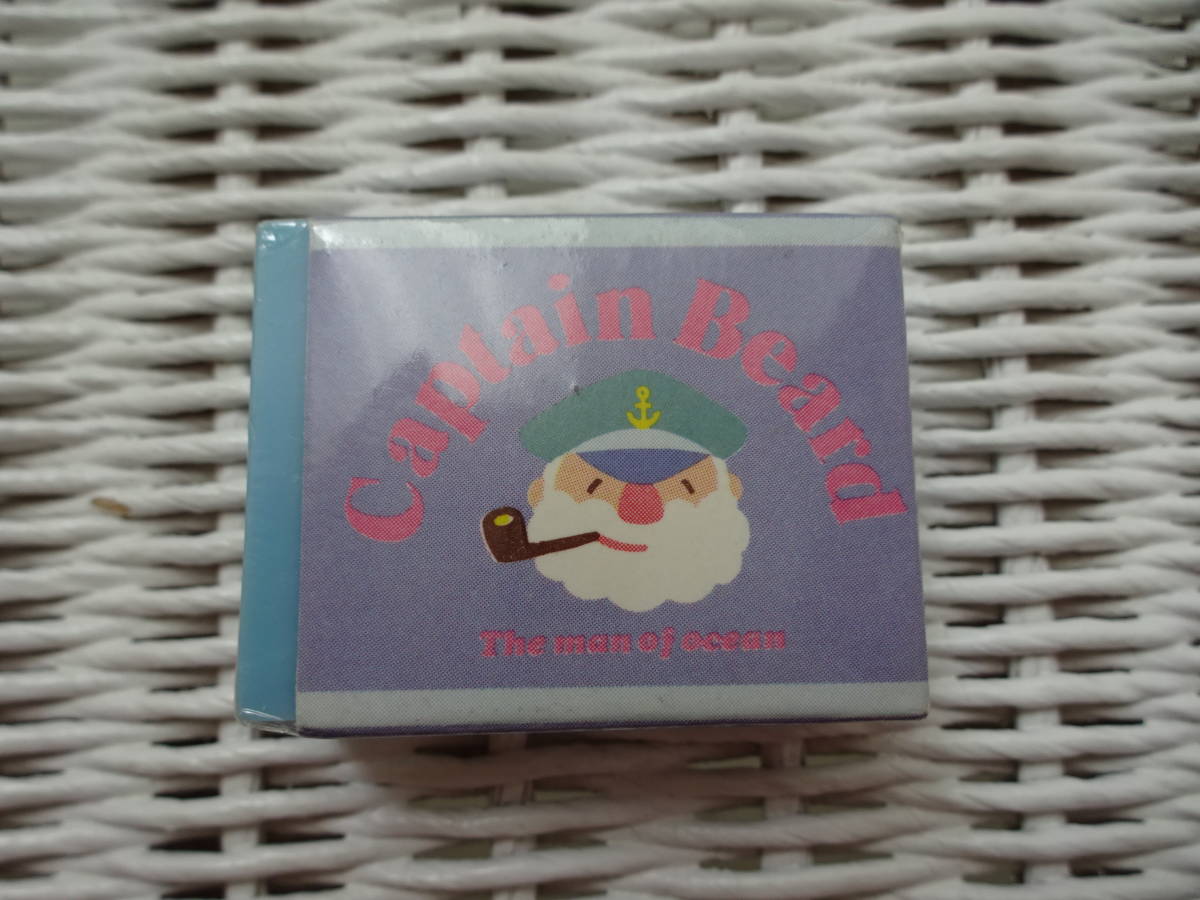 Captain Beard
The man of ocean